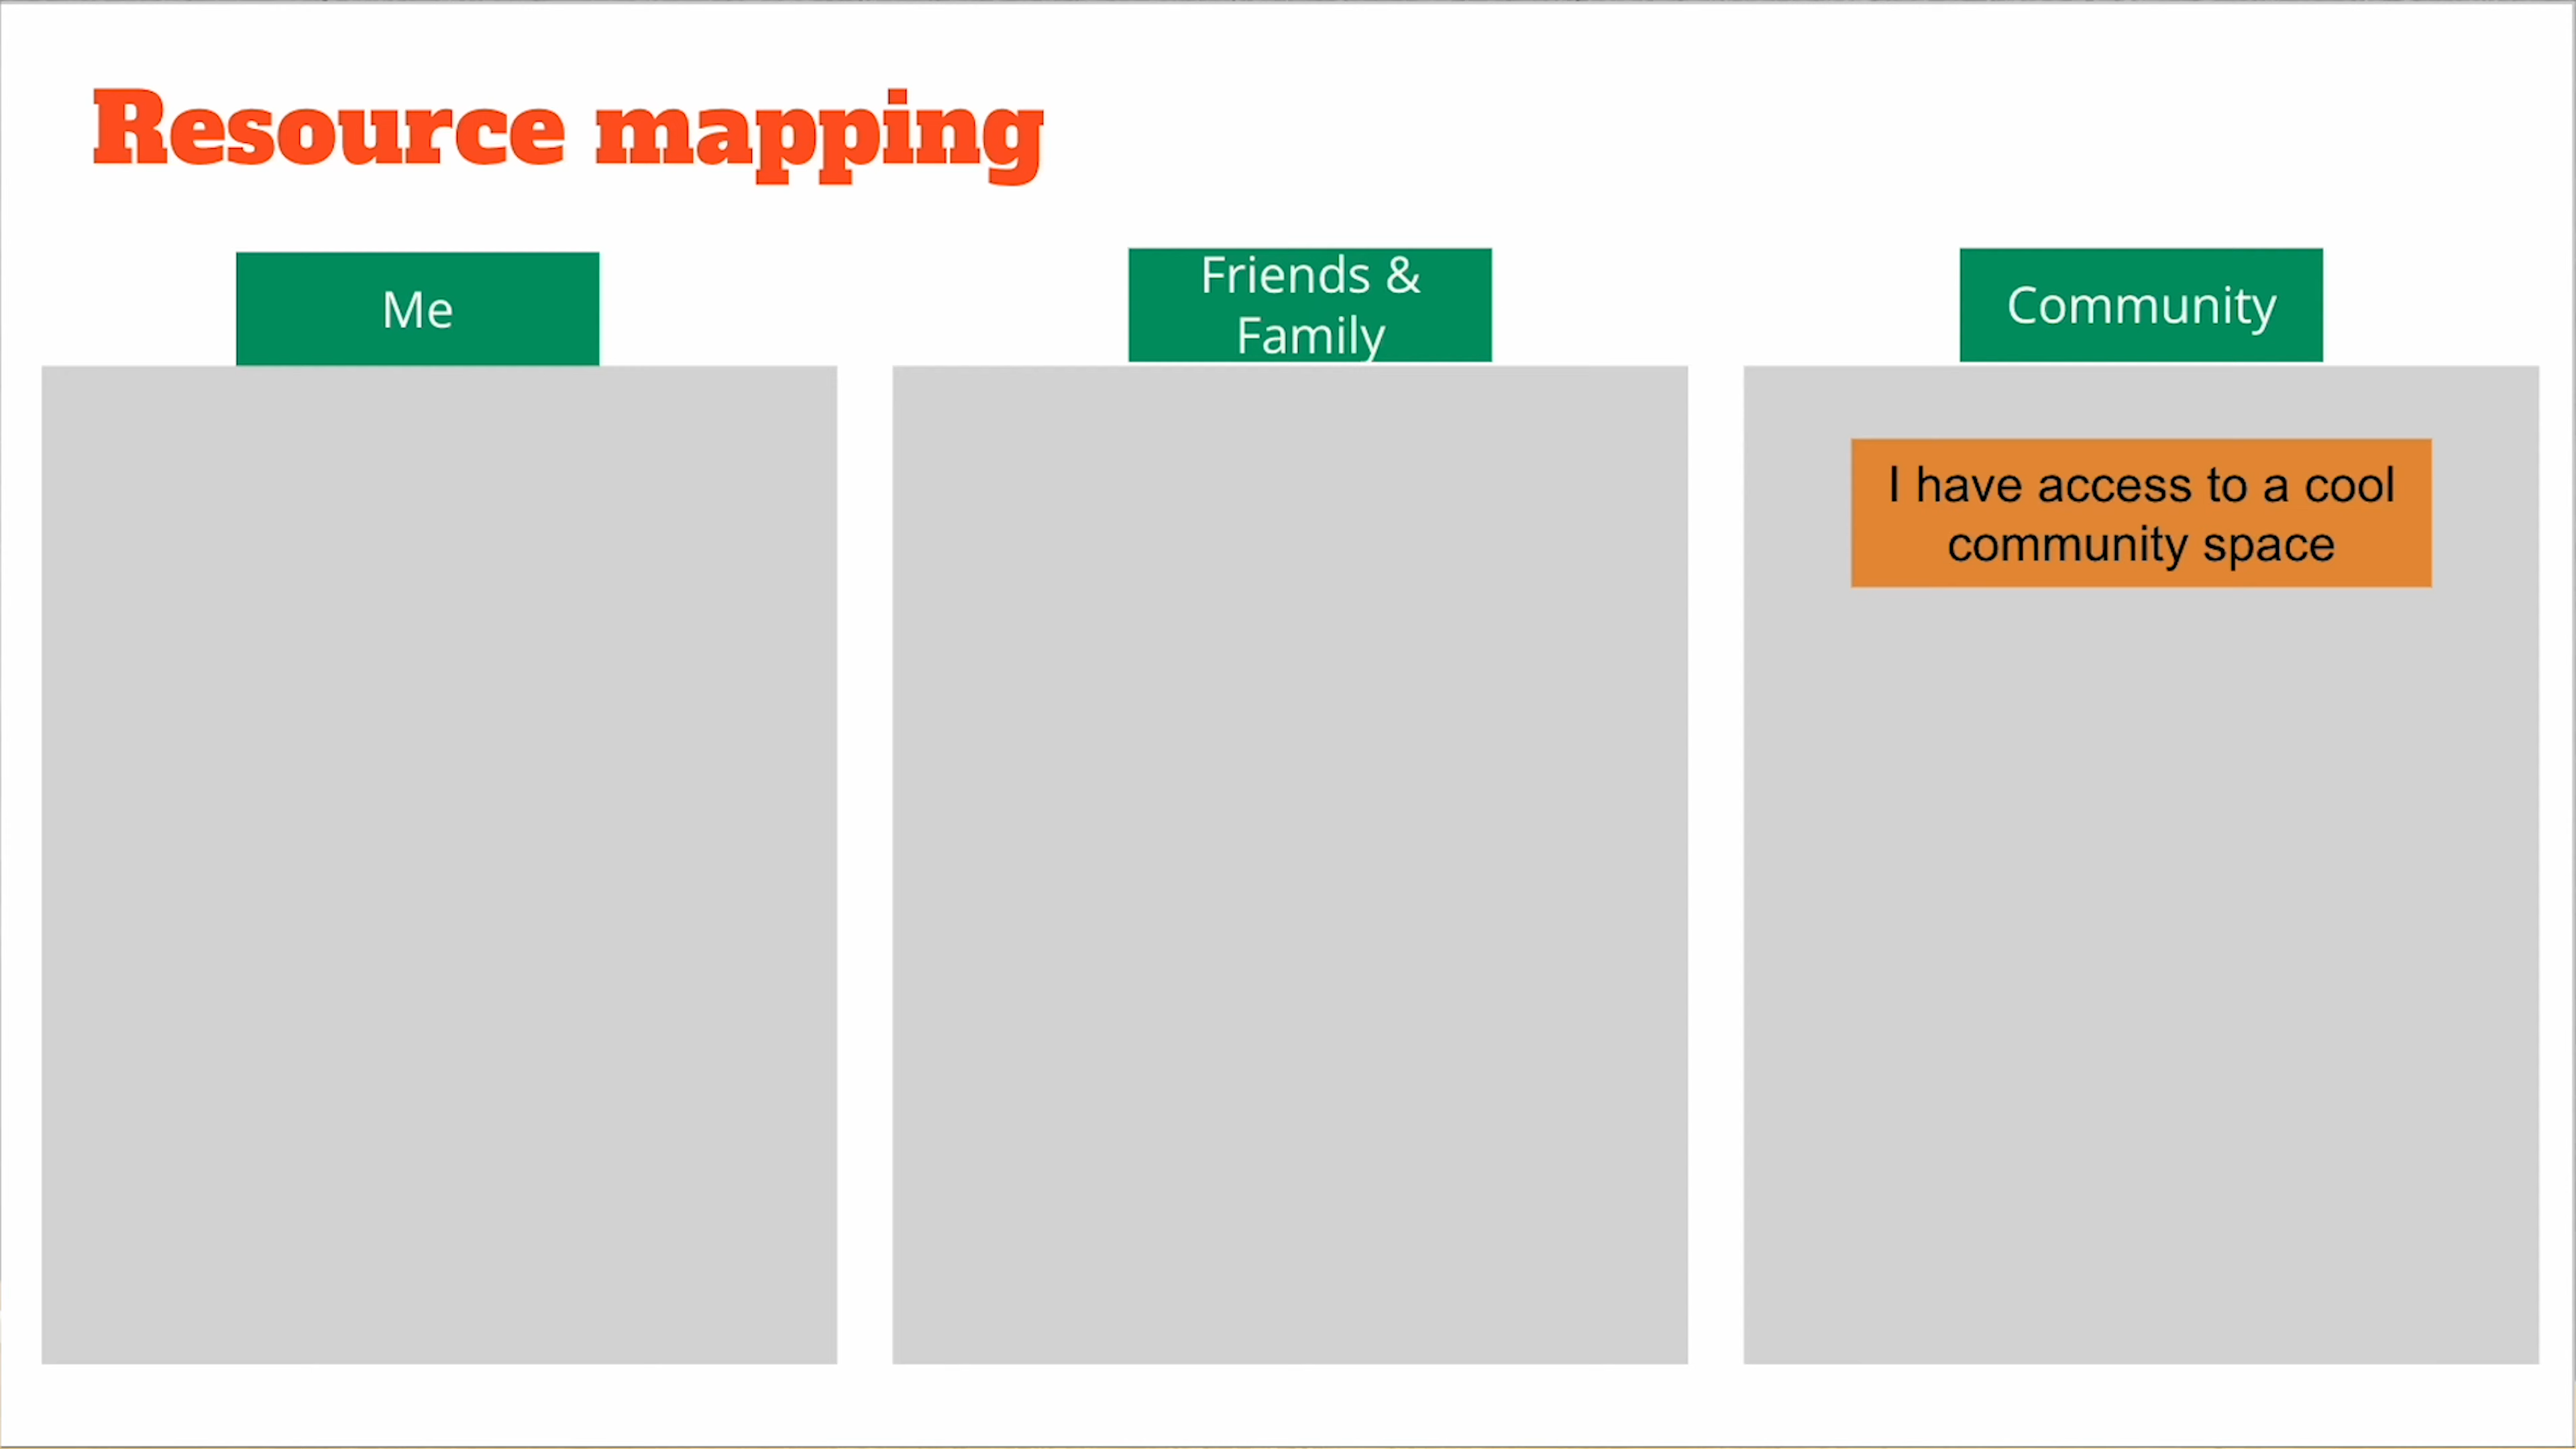 Resource mapping
Me
Friends &
Family
Community
I have access to a cool
community space